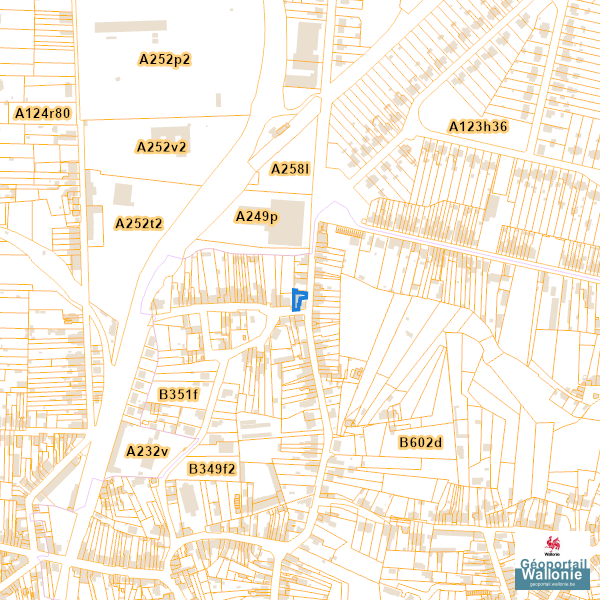 A252p2
A124r80
A123h36
A252v2
A258l
A249p
A252t2
B351f
B602d
A232v
B349f2
Wallonie
Géoportail
Wallonie
geoportail.wallonie.be